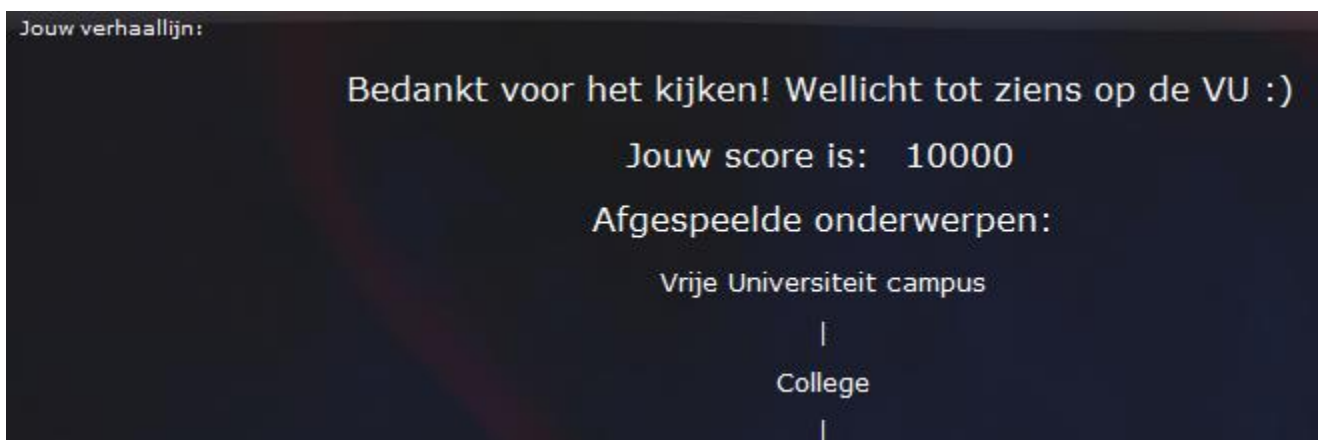 Jouw verhaallijn:
Bedankt voor het kijken! Wellicht tot ziens op de VU :)
Jouw score is: 10000
Afgespeelde onderwerpen:
Vrije Universiteit campus
|
College
|